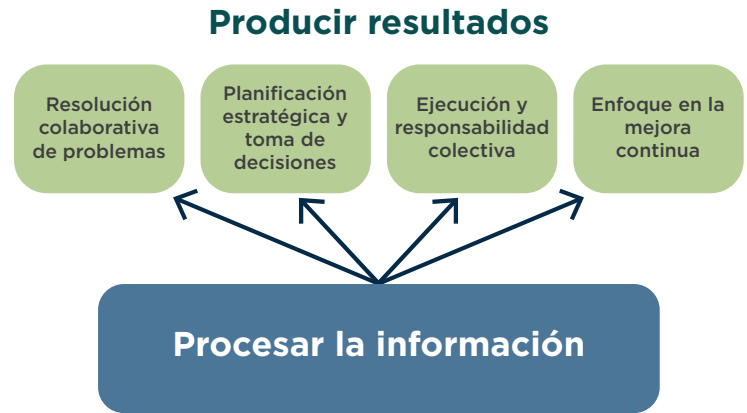 Producir resultados
Resolución
colaborativa
de problemas
Planificación
estratégica y
toma de
decisiones
Ejecución y
responsabilidad
colectiva
Enfoque en la
mejora
continua
Procesar la información